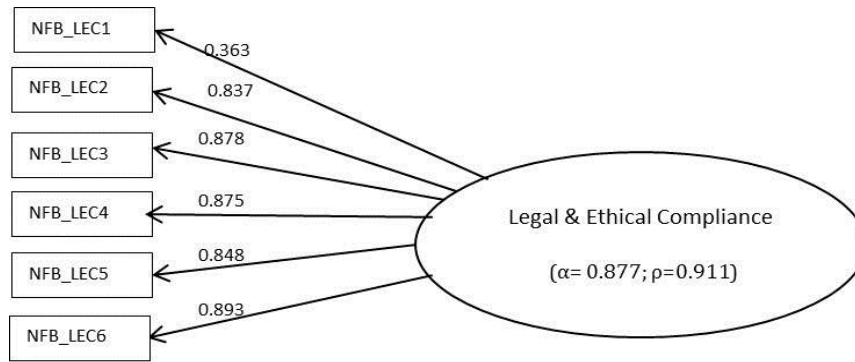 NFB_LEC1
0.363
NFB_LEC2
0.837
NFB_LEC3
0.878
NFB_LEC4
0.875
NFB_LEC5
0.848
NFB_LEC6
0.893
Legal & Ethical Compliance
(α= 0.877; ρ=0.911)